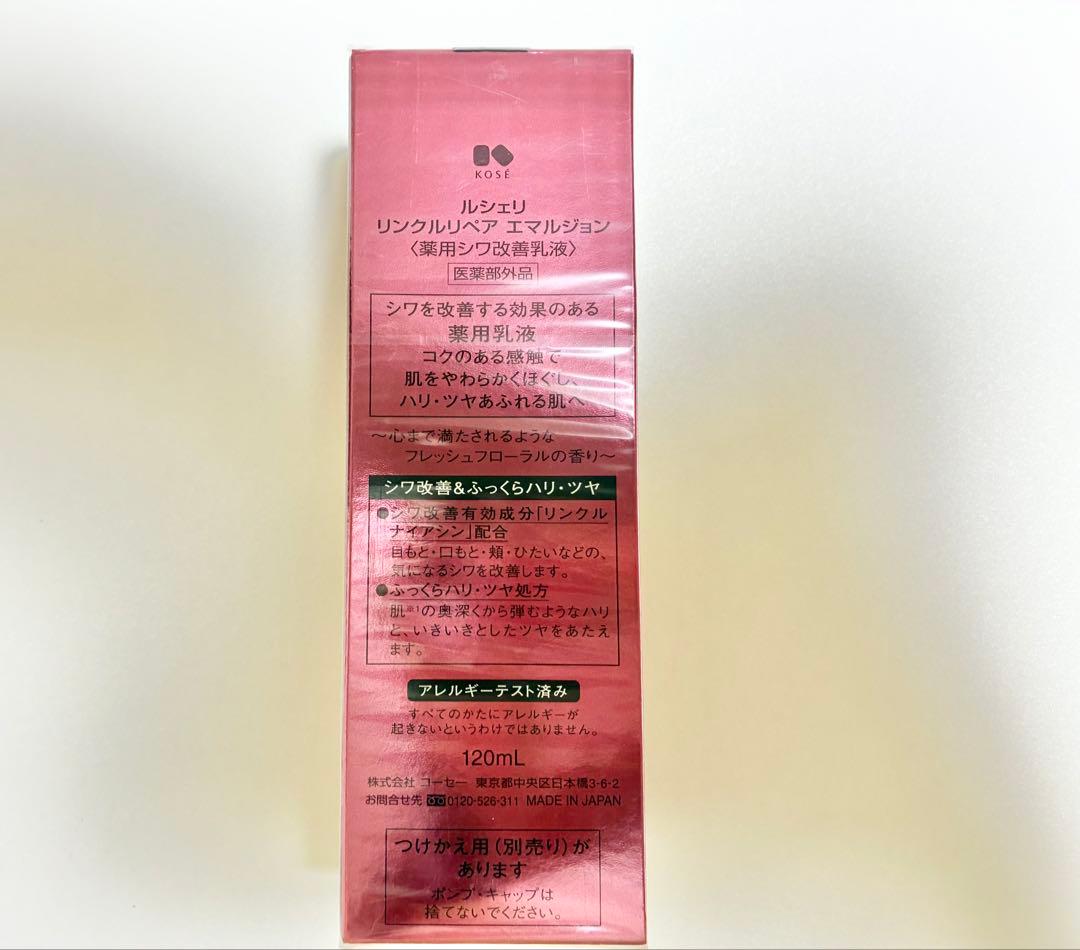 KOSÉ
ルシェリ
リンクルリペア エマルジョン
〈薬用シワ改善乳液〉
医薬部外品
シワを改善する効果のある
薬用乳液
コクのある感触で
肌をやわらかくほぐし、
ハリ・ツヤあふれる肌へ
～心まで満たされるような
フレッシュフローラルの香り～
シワ改善&ふっくらハリ・ツヤ
●シワ改善有効成分「リンクル
ナイアシン」配合
目もと・口もと・頬・ひたいなどの、
気になるシワを改善します。
●ふっくらハリ・ツヤ処方
肌※1の奥深くから弾むようなハリ
と、いきいきとしたツヤをあたえ
ます。
アレルギーテスト済み
すべてのかたにアレルギーが
起きないというわけではありません。
120mL
株式会社 コーセー 東京都中央区日本橋3-6-2
お問合せ先 0120-526-311 MADE IN JAPAN
つけかえ用(別売り)が
あります
ポンプ・キャップは
捨てないでください。